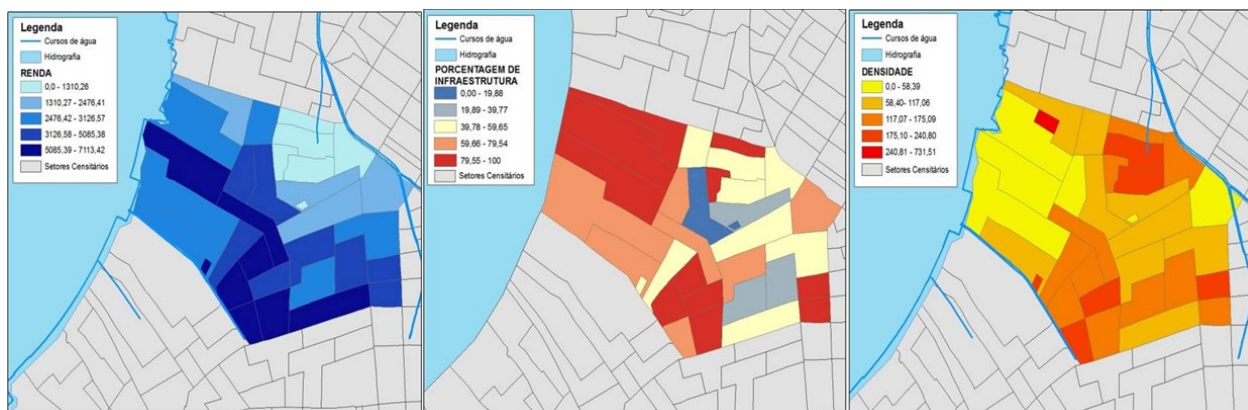 Legenda
Cursos de água
Hidrografia
RENDA
0,0 - 1310,26
1310,27 - 2476,41
2476,42 - 3126,57
3126,58 - 5085,38
5085,39 - 7113,42
Setores Censitários
Legenda
Cursos de água
Hidrografia
PORCENTAGEM DE
INFRAESTRUTURA
0,00 - 19,88
19,89 - 39,77
39,78 - 59,65
59,66 - 79,54
79,55 - 100
Setores Censitários
Legenda
Cursos de água
Hidrografia
DENSIDADE
0,0 - 58,39
58,40 - 117,06
117,07 - 175,09
175,10 - 240,80
240,81 - 731,51
Setores Censitários